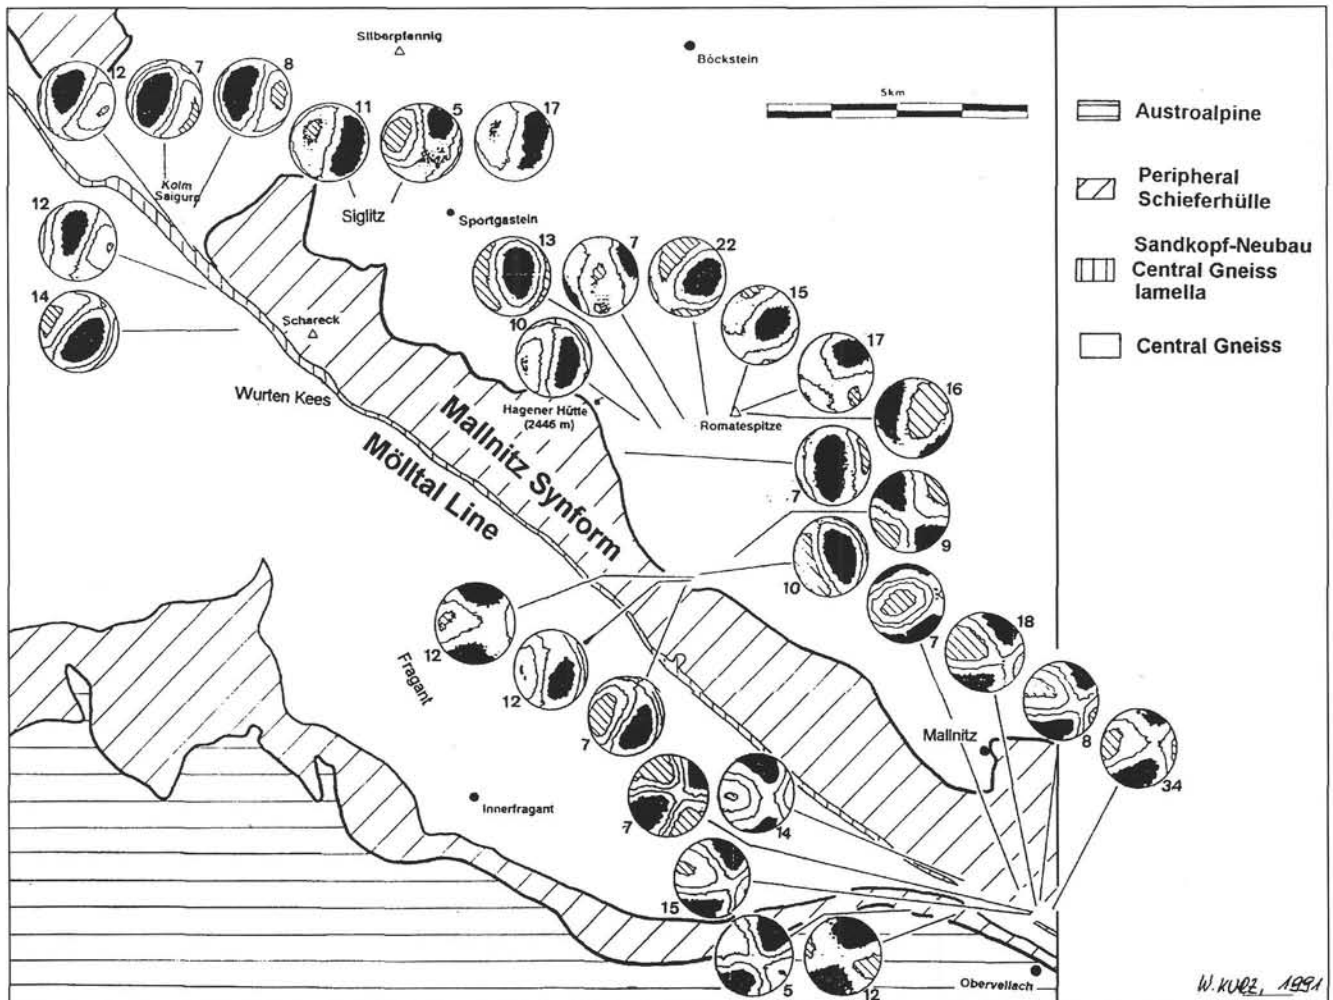 Silberpfennig
Böckstein
5km
12
7
8
11
5
17
Kolm
Saigurn
12
Siglitz
Sportgastein
13
7
22
15
14
Schareck
10
17
16
Wurten Kees
Hagener Hütte
(2446 m)
Romatespitze
Mallnitz Synform
Mölltal Line
7
9
10
12
Fragant
12
7
7
18
8
34
Mallnitz
Innerfragant
7
14
15
5
12
Obervellach
Austroalpine
Peripheral
Schieferhülle
Sandkopf-Neubau
Central Gneiss
lamella
Central Gneiss
W. KURZ, 1991